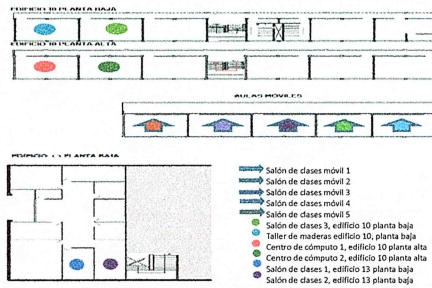 EDIFICIO 10 PLANTA BAJA
EDIFICIO 10 PLANTA ALTA
AULAS MÓVILES
EDIFICIO 13 PLANTA BAJA
Salón de clases móvil 1
Salón de clases móvil 2
Salón de clases móvil 3
Salón de clases móvil 4
Salón de clases móvil 5
Salón de clases 3, edificio 10 planta baja
Taller de maderas edificio 10, planta baja
Centro de cómputo 1, edificio 10 planta alta
Centro de cómputo 2, edificio 10 planta alta
Salón de clases 1, edificio 13 planta baja
Salón de clases 2, edificio 13 planta baja